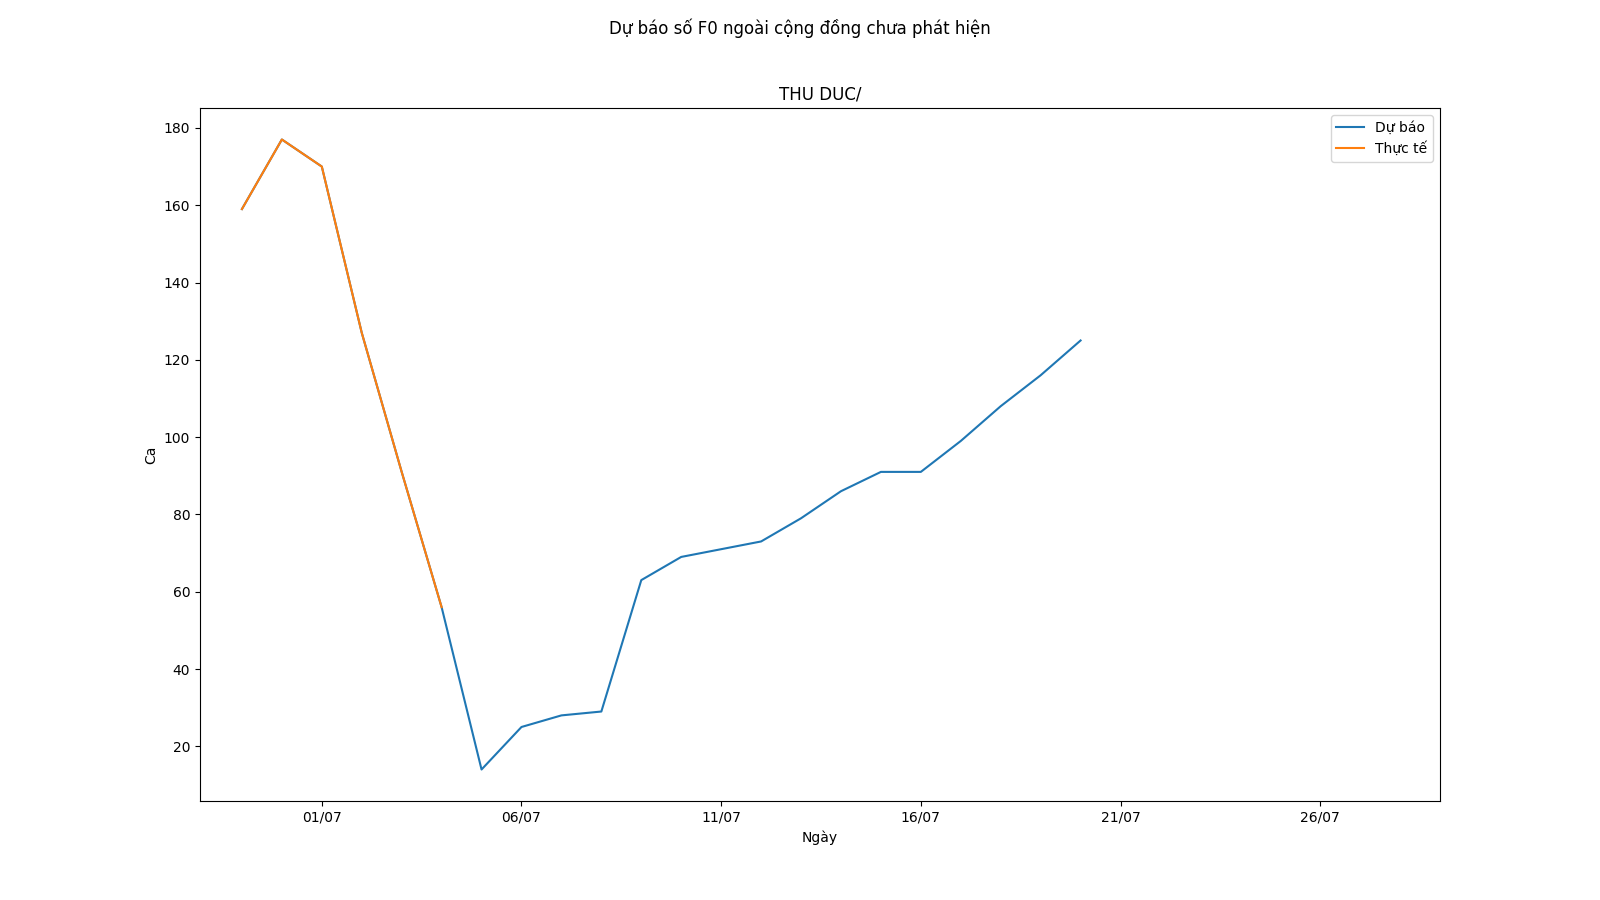 Dự báo số F0 ngoài cộng đồng chưa phát hiện
THU DUC/
Dự báo
Thực tế
180
160
140
120
100
80
60
40
20
Ca
01/07
06/07
11/07
16/07
21/07
26/07
Ngày